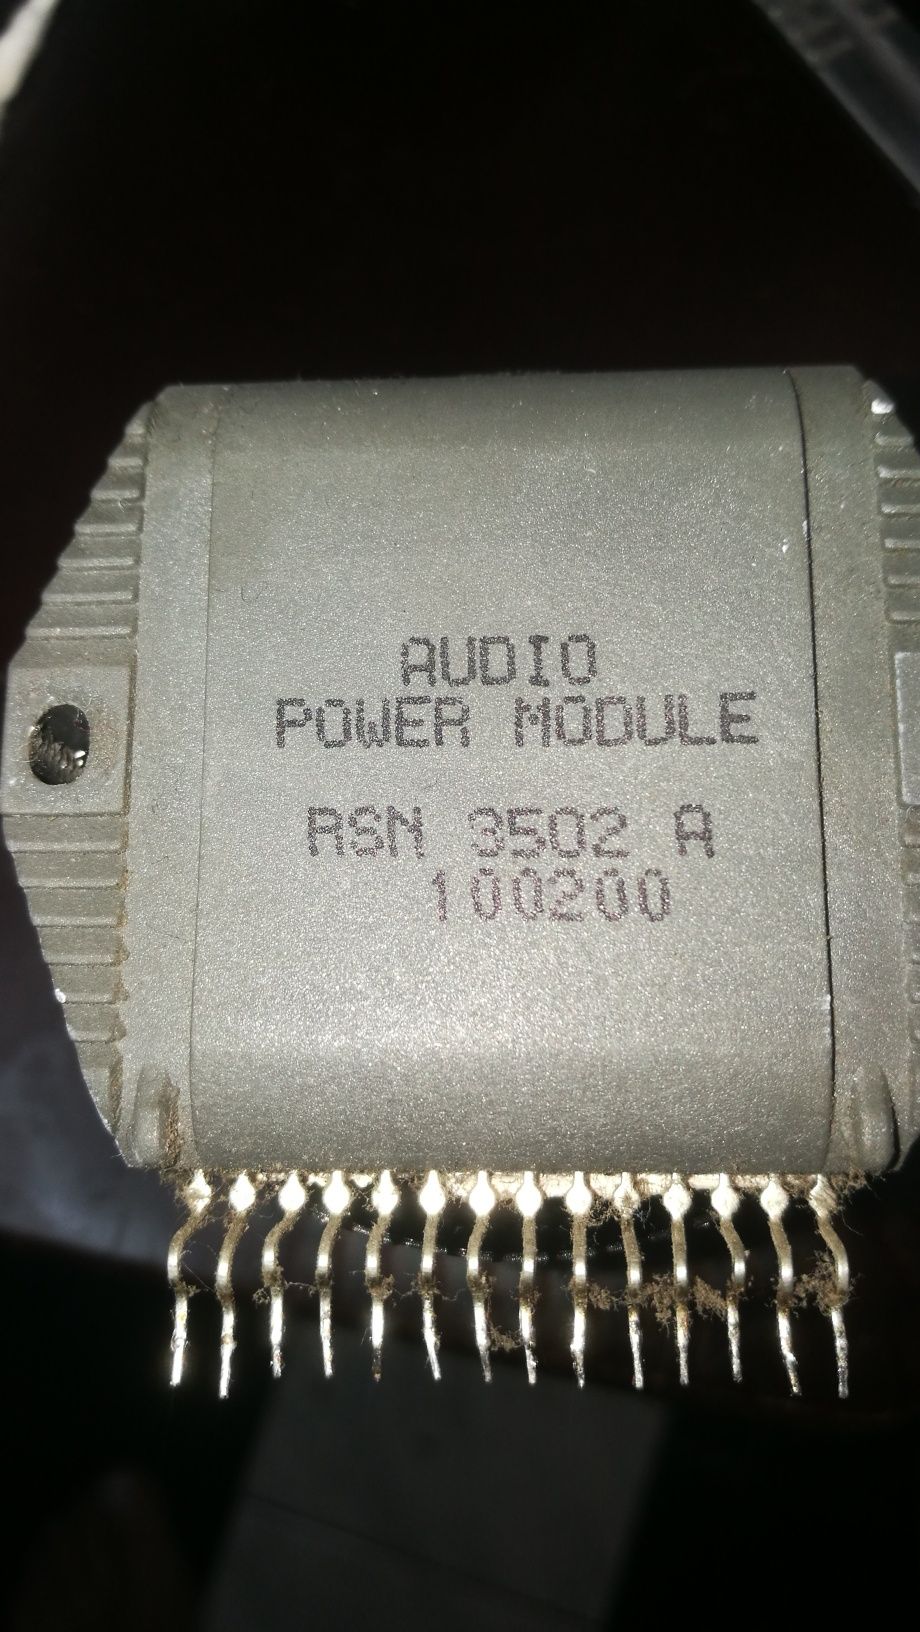 AUDIO
POWER MODULE
RSN 3502 A
100200